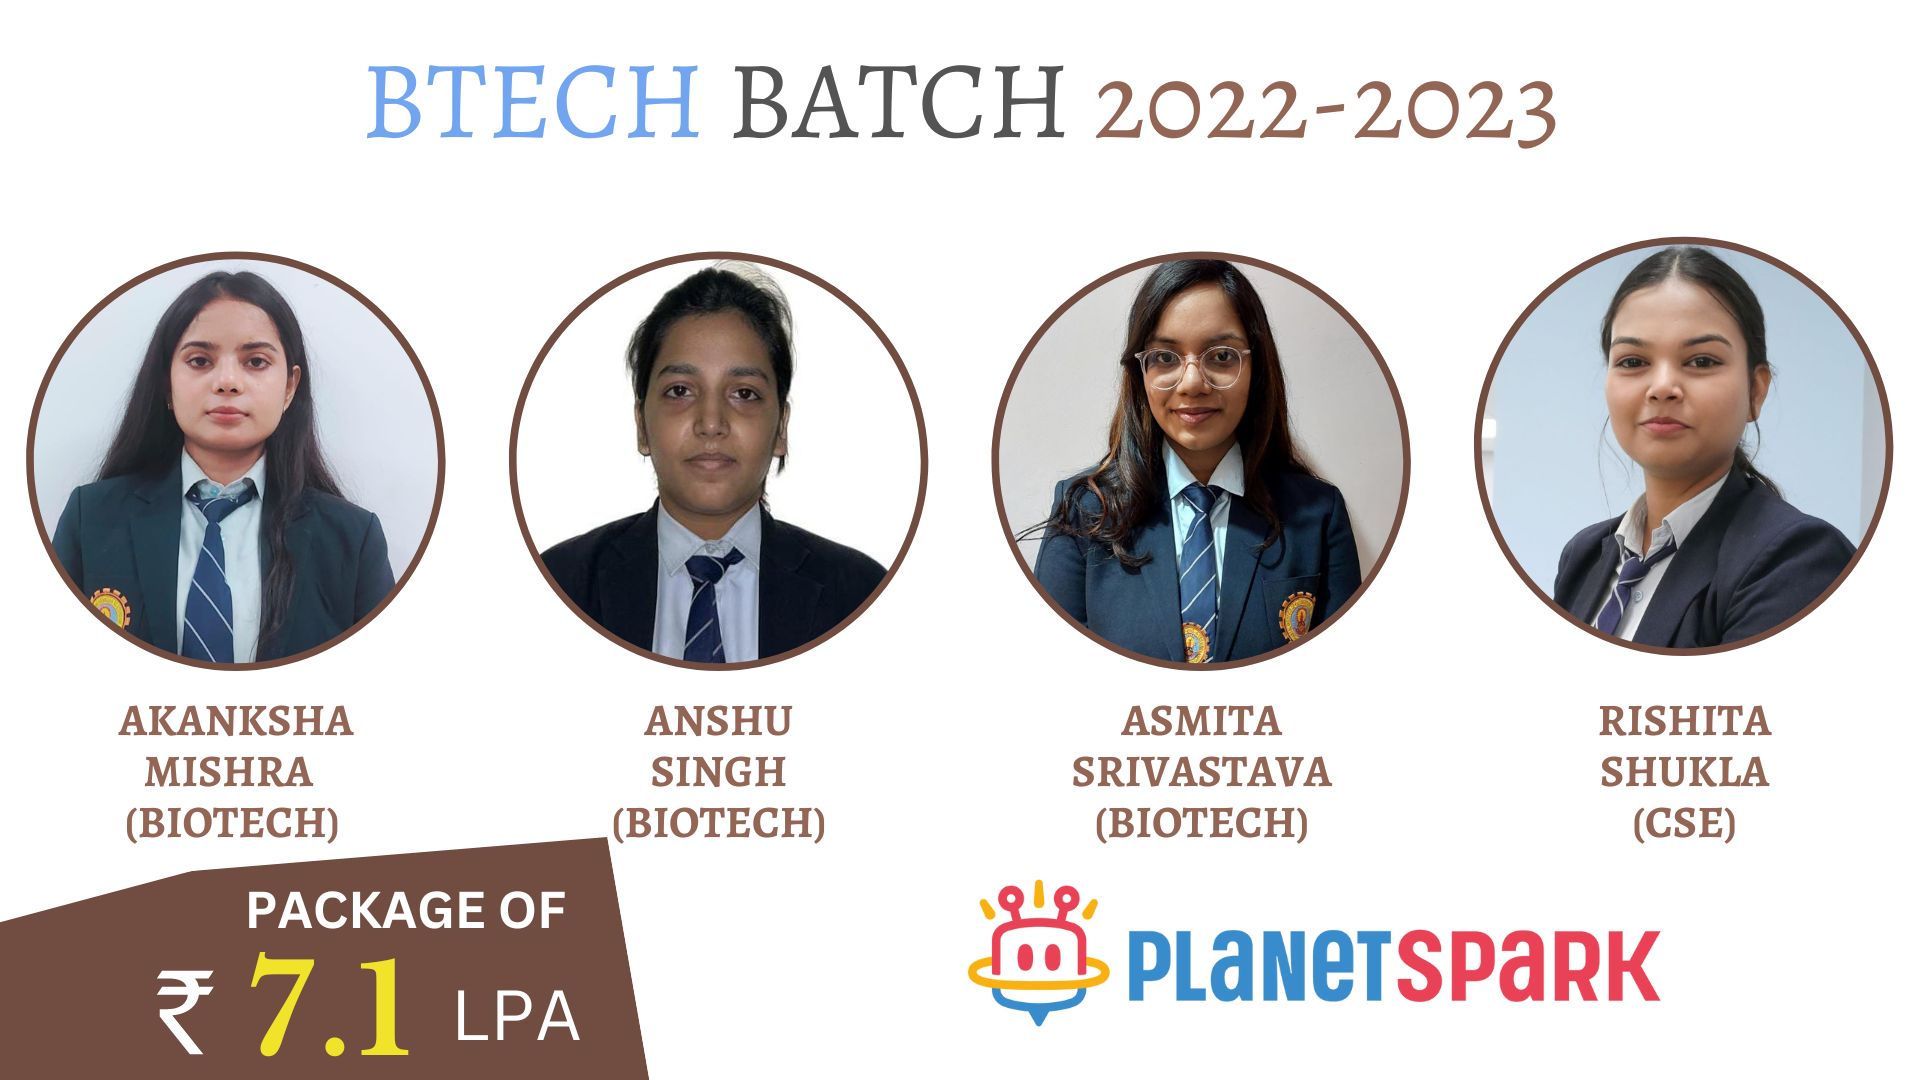 BTECH BATCH 2022-2023
AKANKSHA
MISHRA
(BIOTECH)
ANSHU
SINGH
(BIOTECH)
ASMITA
SRIVASTAVA
(BIOTECH)
RISHITA
SHUKLA
(CSE)
PACKAGE OF
₹ 7.1 LPA
PLANETSPARK